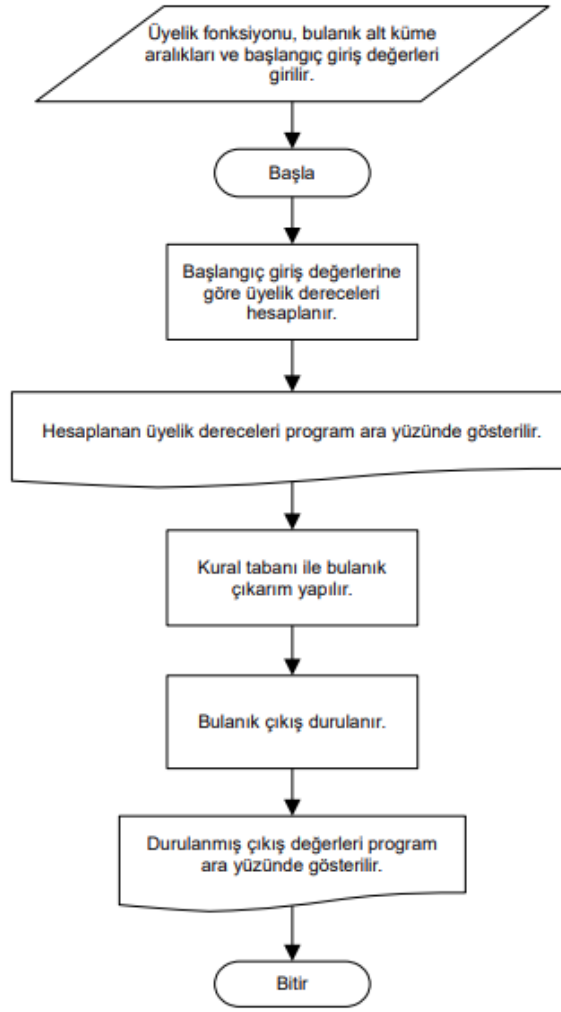 Üyelik fonksiyonu, bulanık alt küme
aralıkları ve başlangıç giriş değerleri
girilir.
Başla
Başlangıç giriş değerlerine
göre üyelik dereceleri
hesaplanır.
Hesaplanan üyelik dereceleri program ara yüzünde gösterilir.
Kural tabanı ile bulanık
çıkarım yapılır.
Bulanık çıkış durulanır.
Durulanmış çıkış değerleri program
ara yüzünde gösterilir.
Bitir